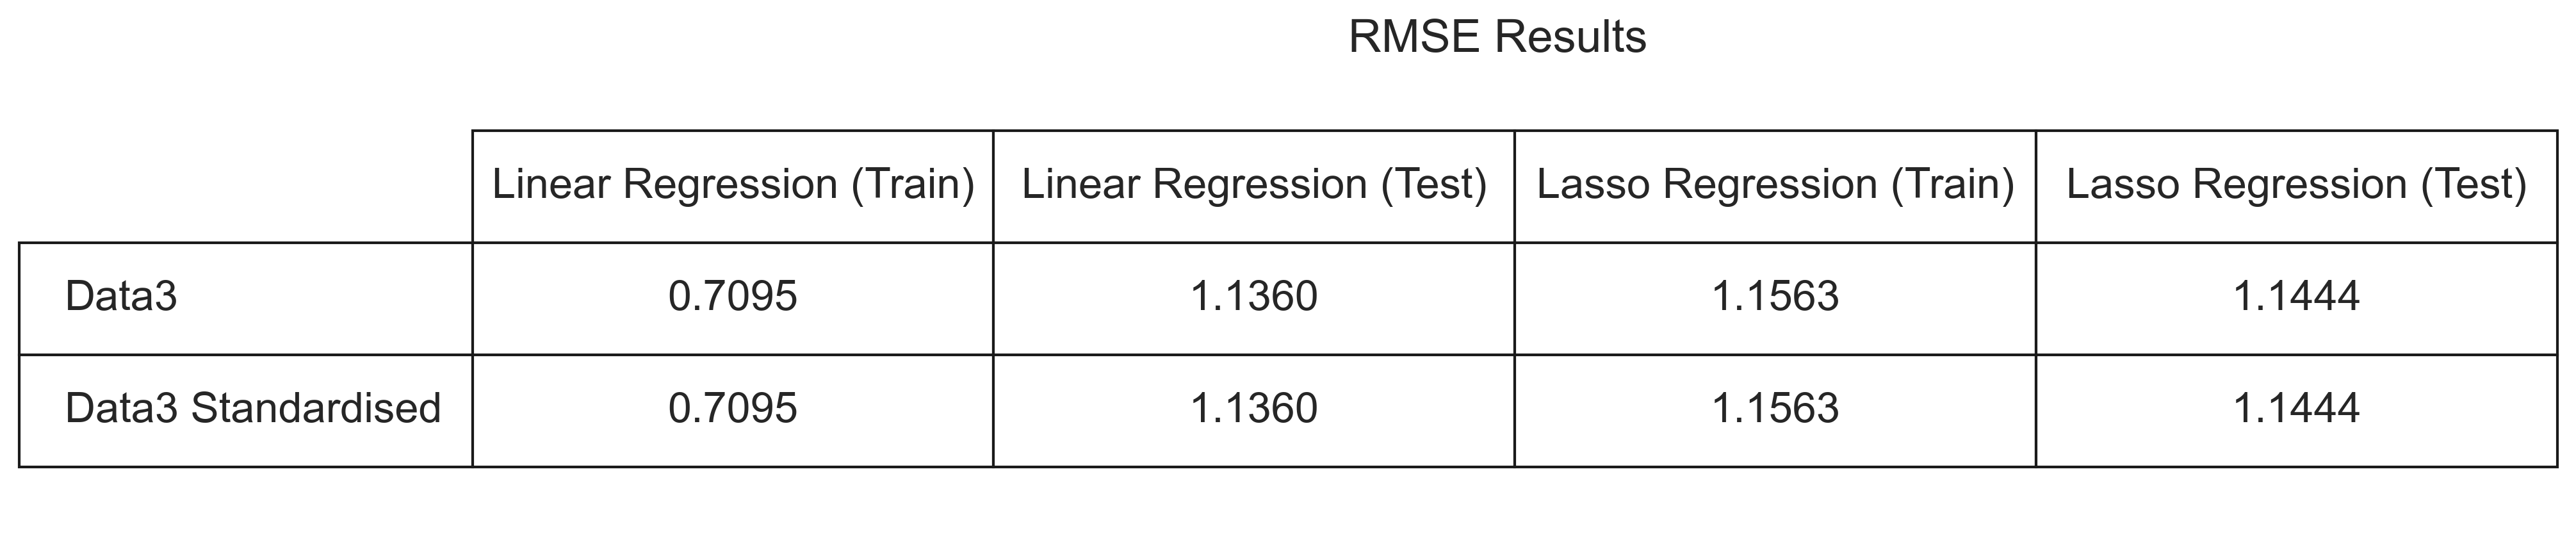 RMSE Results
Linear Regression (Train) Linear Regression (Test) Lasso Regression (Train) Lasso Regression (Test)
Data3 0.7095 1.1360 1.1563 1.1444
Data3 Standardised 0.7095 1.1360 1.1563 1.1444